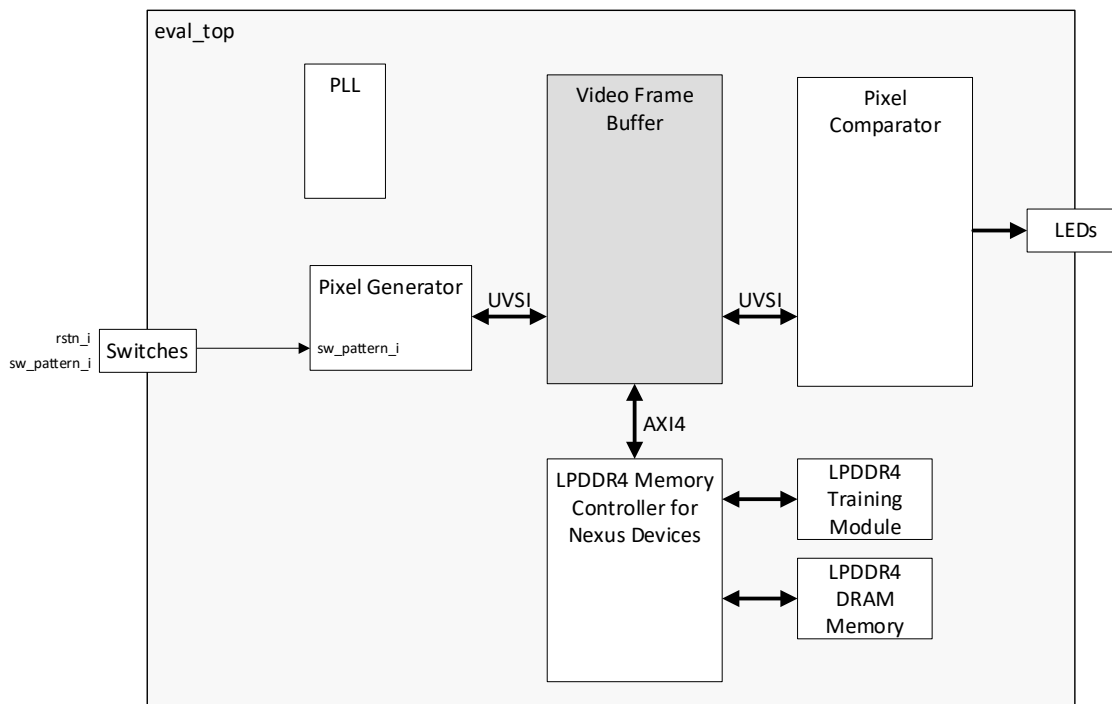 eval_top
PLL
Video Frame
Buffer
Pixel
Comparator
LEDs
Pixel Generator
UVSI
UVSI
rstn_i
sw_pattern_i
Switches
sw_pattern_i
AXI4
LPDDR4 Memory
Controller for
Nexus Devices
LPDDR4
Training
Module
LPDDR4
DRAM
Memory